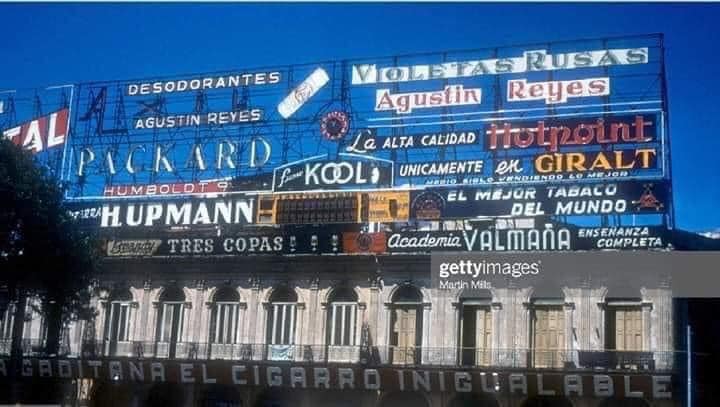 DESODORANTES
AGUSTIN REYES
VIOLETAS RUSAS
AGUSTIN REYES
TAL
PACKARD
HUMBOLDT
LA ALTA CALIDAD Hotpoint
UNICAMENTE en GIRALT
MEDIO SIGLO VENDIENDO LO MEJOR
KOOL
H. UPMANN
EL MEJOR TABACO
DEL MUNDO
Brandy TRES COPAS
Academia VALMAÑA ENSEÑANZA
COMPLETA
gettyimages
Martin Mills
GADITANA EL CIGARRO INIGUALABLE